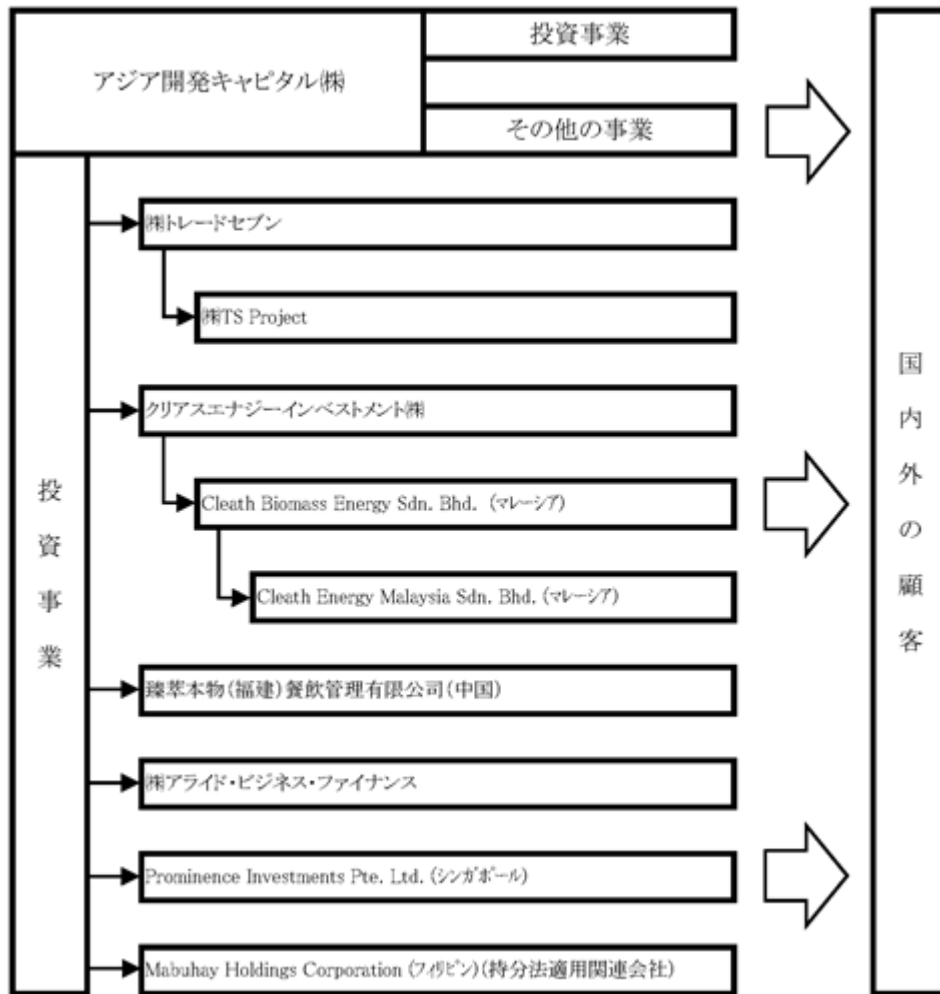 アジア開発キャピタル㈱
投資事業
その他の事業
投資事業
㈱トレードセブン
㈱TS Project
クリアスエナジーインベストメント㈱
Cleath Biomass Energy Sdn. Bhd. (マレーシア)
Cleath Energy Malaysia Sdn. Bhd. (マレーシア)
臻萃本物(福建)餐飲管理有限公司(中国)
㈱アライド・ビジネス・ファイナンス
Prominence Investments Pte. Ltd. (シンガポール)
Mabuhay Holdings Corporation (フィリピン)(持分法適用関連会社)
国内外の顧客